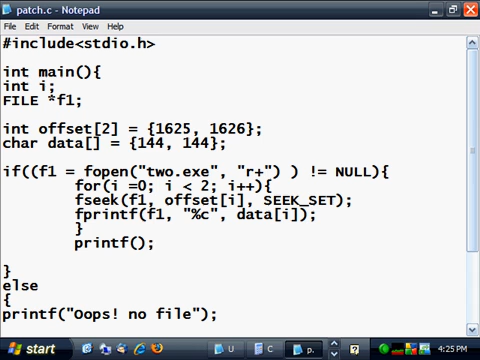 patch.c - Notepad
File Edit Format View Help
#include<stdio.h>
int main(){
int i;
FILE *f1;
int offset[2] = {1625, 1626};
char data[] = {144, 144};
if((f1 = fopen("two.exe", "r+") ) != NULL){
for(i =0; i < 2; i++){
fseek(f1, offset[i], SEEK_SET);
fprintf(f1, "%c", data[i]);
}
printf();
}
else
{
printf("Oops! no file");
start U C p. 4:25 PM